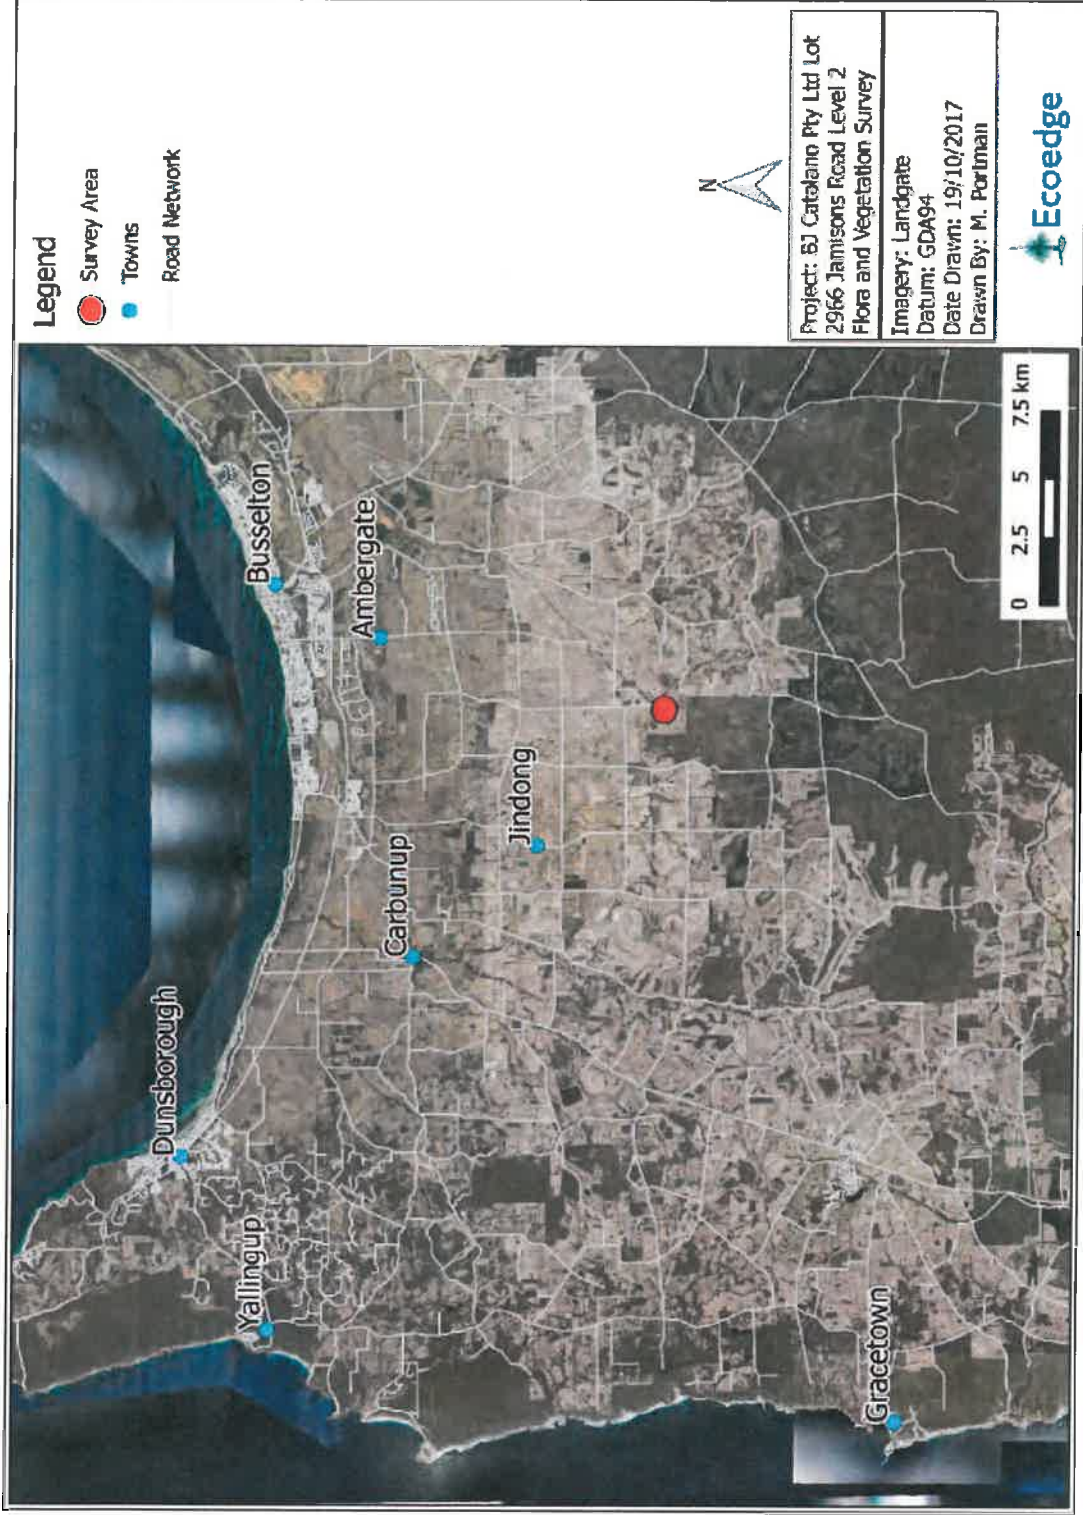 Legend
Survey Area
Towns
Road Network
N
Project: BJ Catalano Pty Ltd Lot
2966 Jamisons Road Level 2
Flora and Vegetation Survey
Imagery: Landgate
Datum: GDA94
Date Drawn: 19/10/2017
Drawn By: M. Portman
Ecoedge
Dunsborough
Yallingup
Busselton
Ambergate
Carbunup
Jindong
Gracetown
0 2.5 5 7.5 km